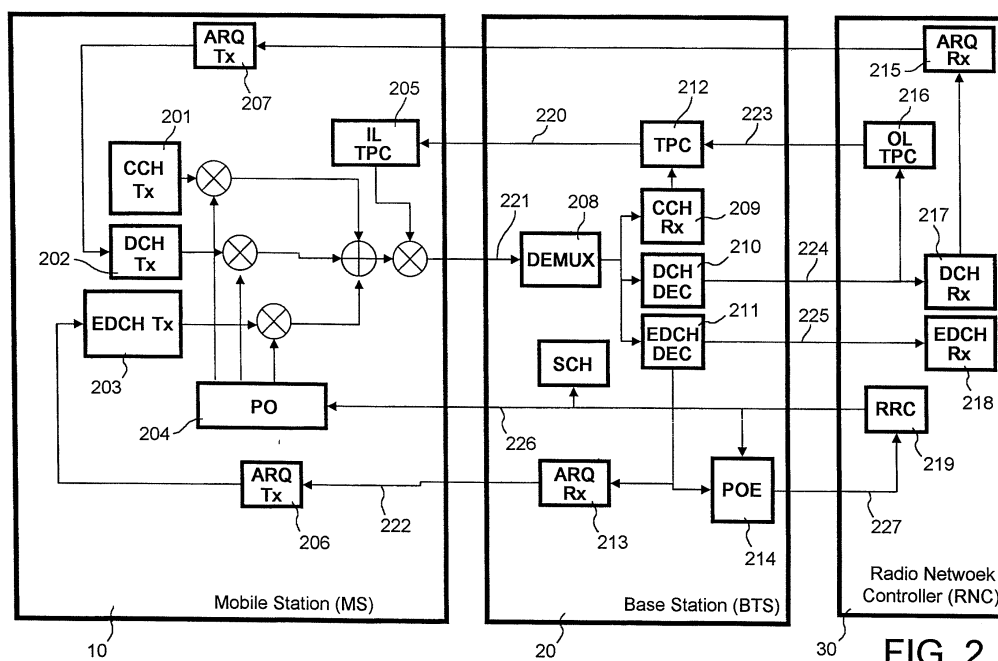 ARQ
Tx
207
201
CCH
Tx
205
IL
TPC
DCH
Tx
202
EDCH Tx
203
PO
204
ARQ
Tx
206
222
Mobile Station (MS)
10
220
221
226
212
TPC
223
208
DEMUX
CCH
Rx
209
DCH
DEC
210
EDCH
DEC
211
SCH
ARQ
Rx
213
POE
214
Base Station (BTS)
20
224
225
227
ARQ
Rx
215
216
OL
TPC
217
DCH
Rx
EDCH
Rx
218
RRC
219
Radio Netwoek
Controller (RNC)
30
FIG. 2